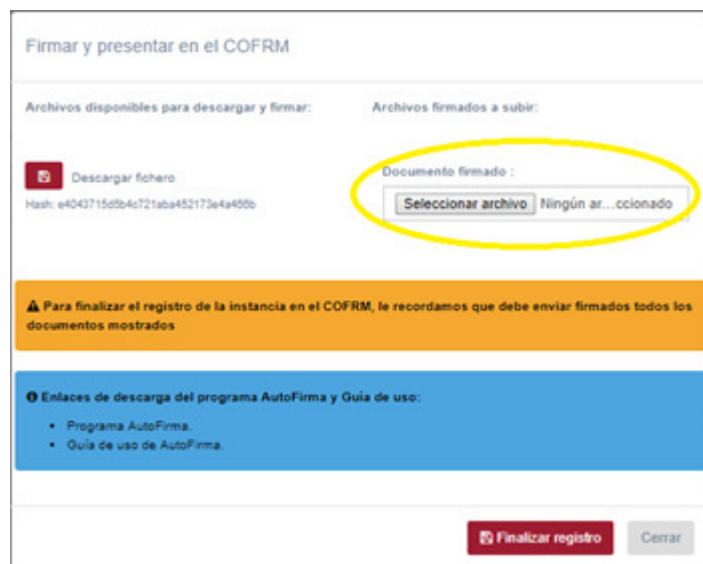 Firmar y presentar en el COFRM
Archivos disponibles para descargar y firmar:
Archivos firmados a subir:
Descargar fichero
Hash: e4043715d5b4c721aba452173e4a466b
Documento firmado :
Seleccionar archivo Ningún ar...ccionado
Para finalizar el registro de la instancia en el COFRM, le recordamos que debe enviar firmados todos los
documentos mostrados
Enlaces de descarga del programa AutoFirma y Guia de uso:
Programa AutoFirma.
Guía de uso de AutoFirma.
Finalizar registro
Cerrar